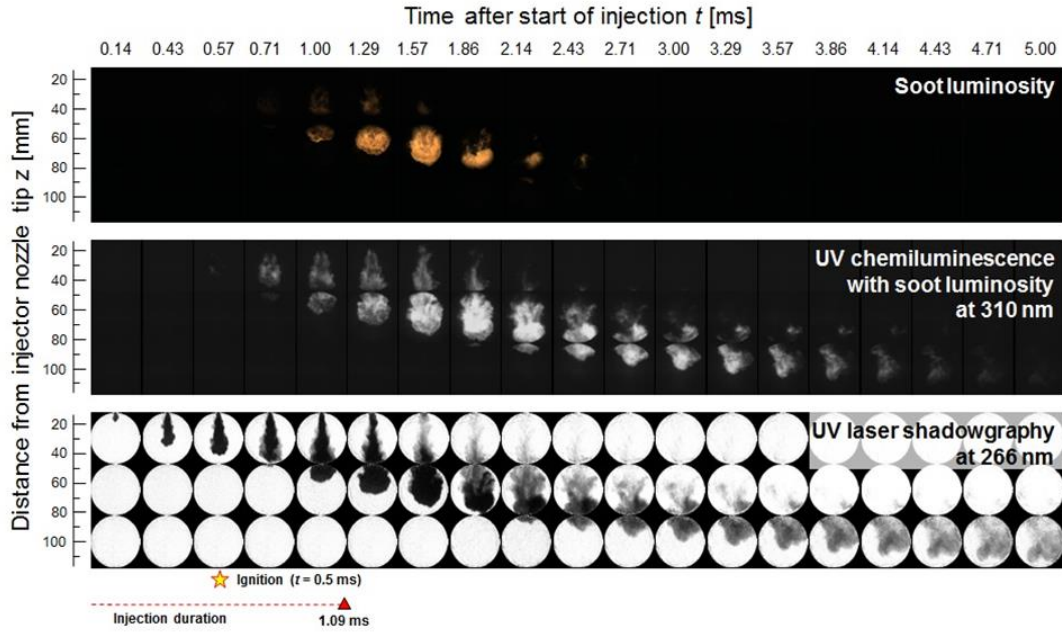 Time after start of injection t [ms]
0.14 0.43 0.57 0.71 1.00 1.29 1.57 1.86 2.14 2.43 2.71 3.00 3.29 3.57 3.86 4.14 4.43 4.71 5.00
Distance from injector nozzle tip z [mm]
20
40
60
80
100
Soot luminosity
20
40
60
80
100
UV chemiluminescence
with soot luminosity
at 310 nm
20
40
60
80
100
UV laser shadowgraphy
at 266 nm
Ignition (t = 0.5 ms)
Injection duration
1.09 ms